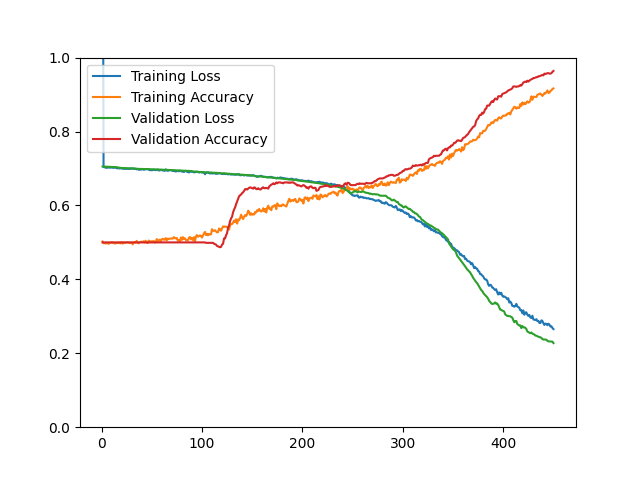 1.0
0.8
0.6
0.4
0.2
0.0
Training Loss
Training Accuracy
Validation Loss
Validation Accuracy
0 100 200 300 400